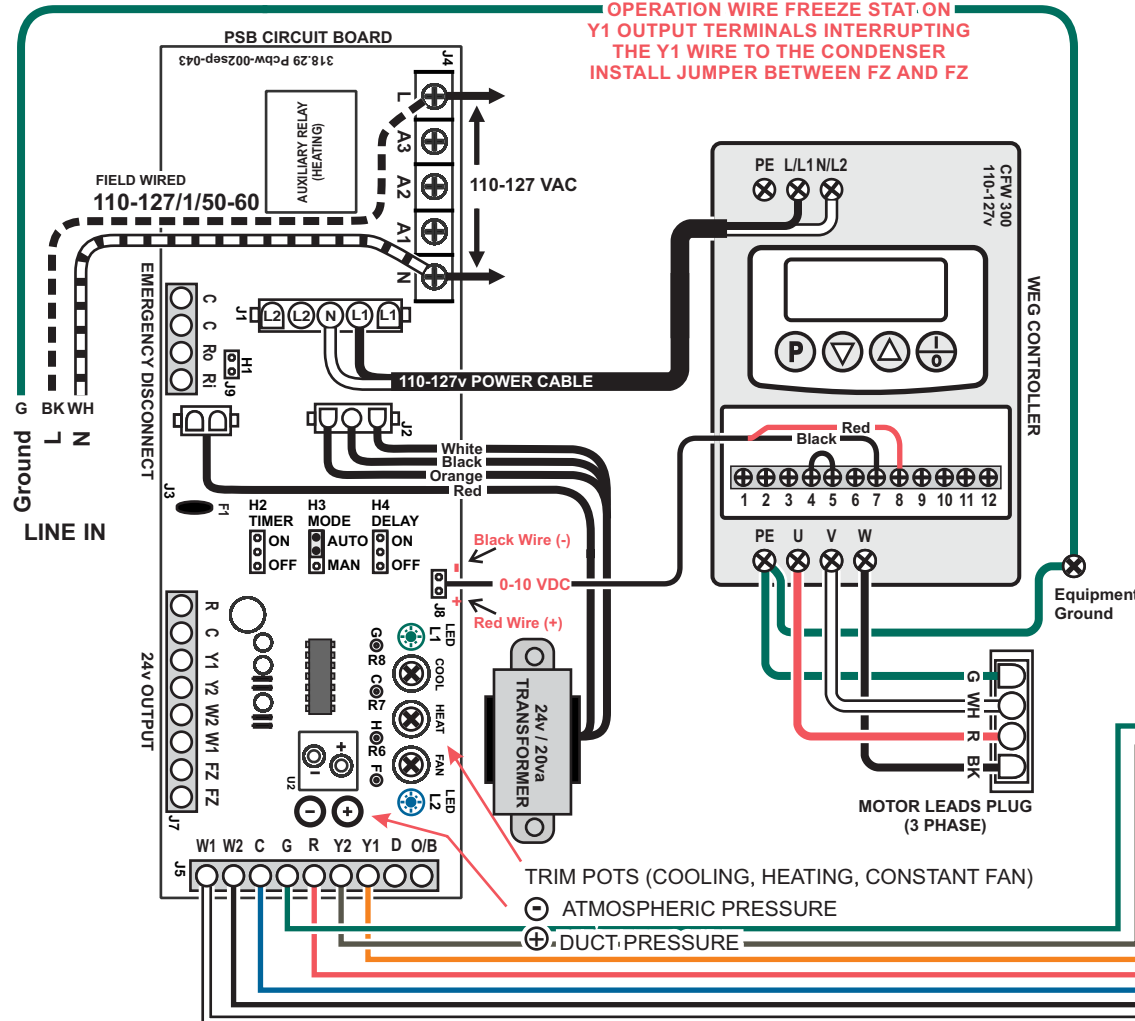 OPERATION WIRE FREEZE STAT ON
Y1 OUTPUT TERMINALS INTERRUPTING
THE Y1 WIRE TO THE CONDENSER
INSTALL JUMPER BETWEEN FZ AND FZ
PSB CIRCUIT BOARD
318.29 Pcbw-002sep-043
J4
L
A3
A2
A1
N
AUXILIARY RELAY
(HEATING)
110-127 VAC
FIELD WIRED
110-127/1/50-60
EMERGENCY DISCONNECT
C
C
Ro
Ri
H1
J9
J1
L2
L2
N
L1
L1
110-127v POWER CABLE
G
BK
WH
Ground
L
N
LINE IN
J2
White
Black
Orange
Red
J3
F1
H2
TIMER
ON
OFF
H3
MODE
AUTO
MAN
H4
DELAY
ON
OFF
Black Wire (-)
-
0-10 VDC
+
Red Wire (+)
J8
PE
L/L1
N/L2
CFW 300
110-127v
WEG CONTROLLER
P
I
O
Red
Black
1 2 3 4 5 6 7 8 9 10 11 12
PE U V W
Equipment
Ground
G
WH
R
BK
MOTOR LEADS PLUG
(3 PHASE)
24v OUTPUT
R
C
Y1
Y2
W2
W1
FZ
FZ
J7
G
R8
C
R7
H
R6
F
LED
L1
COOL
HEAT
FAN
LED
L2
U2
-
+
-
+
24v / 20va
TRANSFORMER
J5
W1 W2 C G R Y2 Y1 D O/B
TRIM POTS (COOLING, HEATING, CONSTANT FAN)
- ATMOSPHERIC PRESSURE
+ DUCT PRESSURE